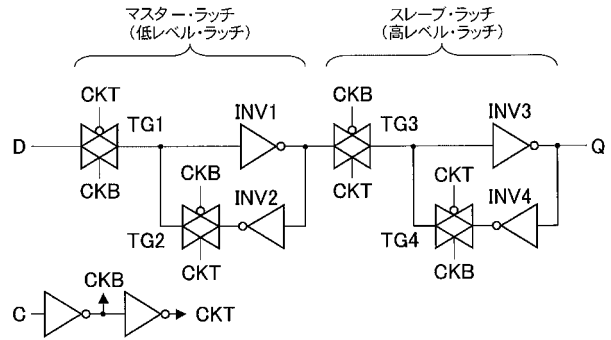 マスター・ラッチ
（低レベル・ラッチ）
スレーブ・ラッチ
（高レベル・ラッチ）
CKT
INV1
CKB
INV3
D
TG1
TG3
Q
CKB
CKB
INV2
CKT
CKT
INV4
TG2
TG4
CKT
CKB
CKB
C
CKT